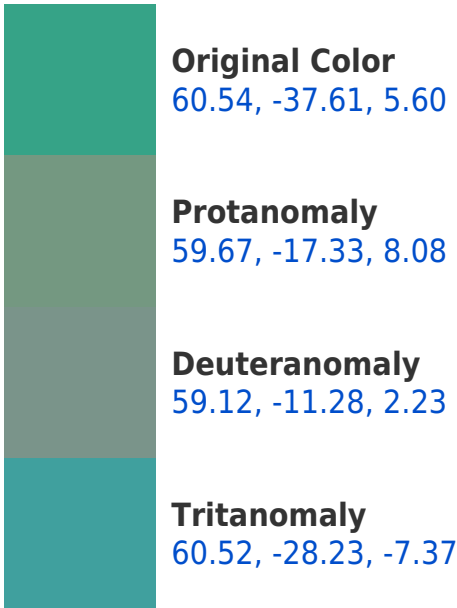 Original Color
60.54, -37.61, 5.60
Protanomaly
59.67, -17.33, 8.08
Deuteranomaly
59.12, -11.28, 2.23
Tritanomaly
60.52, -28.23, -7.37